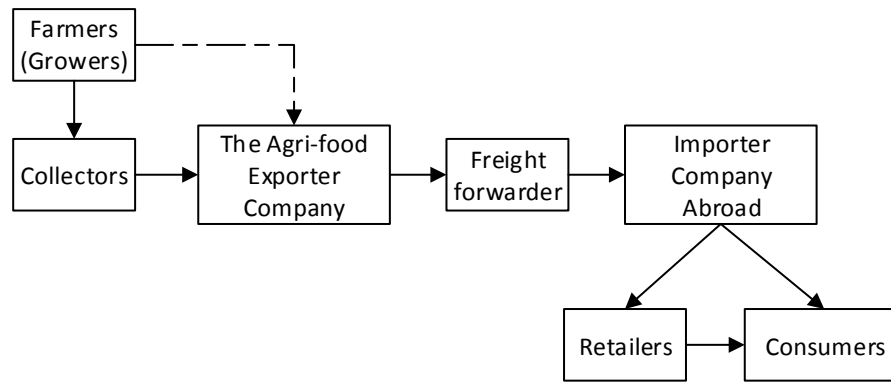 Farmers
(Growers)
Collectors
The Agri-food
Exporter
Company
Freight
forwarder
Importer
Company
Abroad
Retailers
Consumers